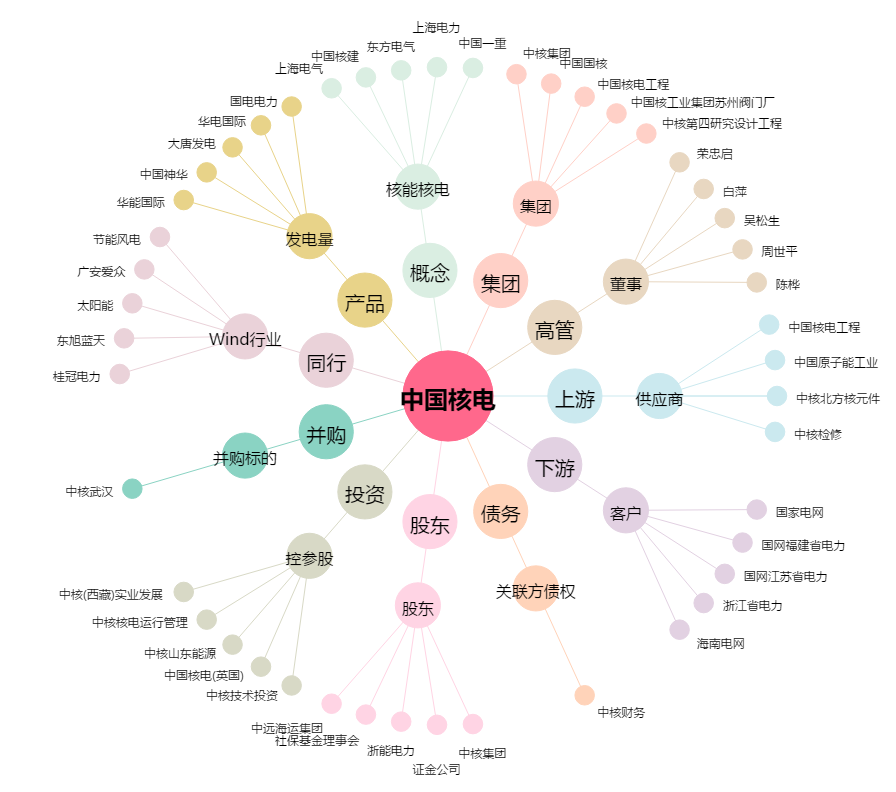 上海电力
中国一重
东方电气
中国核建
上海电气
中核集团
中国国核
中国核电工程
中国核工业集团苏州阀门厂
中核第四研究设计工程
国电电力
华电国际
大唐发电
中国神华
华能国际
核能核电
集团
荣忠启
白萍
吴松生
周世平
陈桦
发电量
概念
集团
董事
节能风电
广安爱众
太阳能
东旭蓝天
桂冠电力
产品
高管
Wind行业
同行
中国核电
上游
供应商
中国核电工程
中国原子能工业
中核北方核元件
中核检修
并购
并购标的
中核武汉
下游
投资
股东
债务
客户
国家电网
国网福建省电力
国网江苏省电力
浙江省电力
海南电网
控参股
关联方债权
股东
中核(西藏)实业发展
中核核电运行管理
中核山东能源
中国核电(英国)
中核技术投资
中远海运集团
社保基金理事会
浙能电力
证金公司
中核集团
中核财务